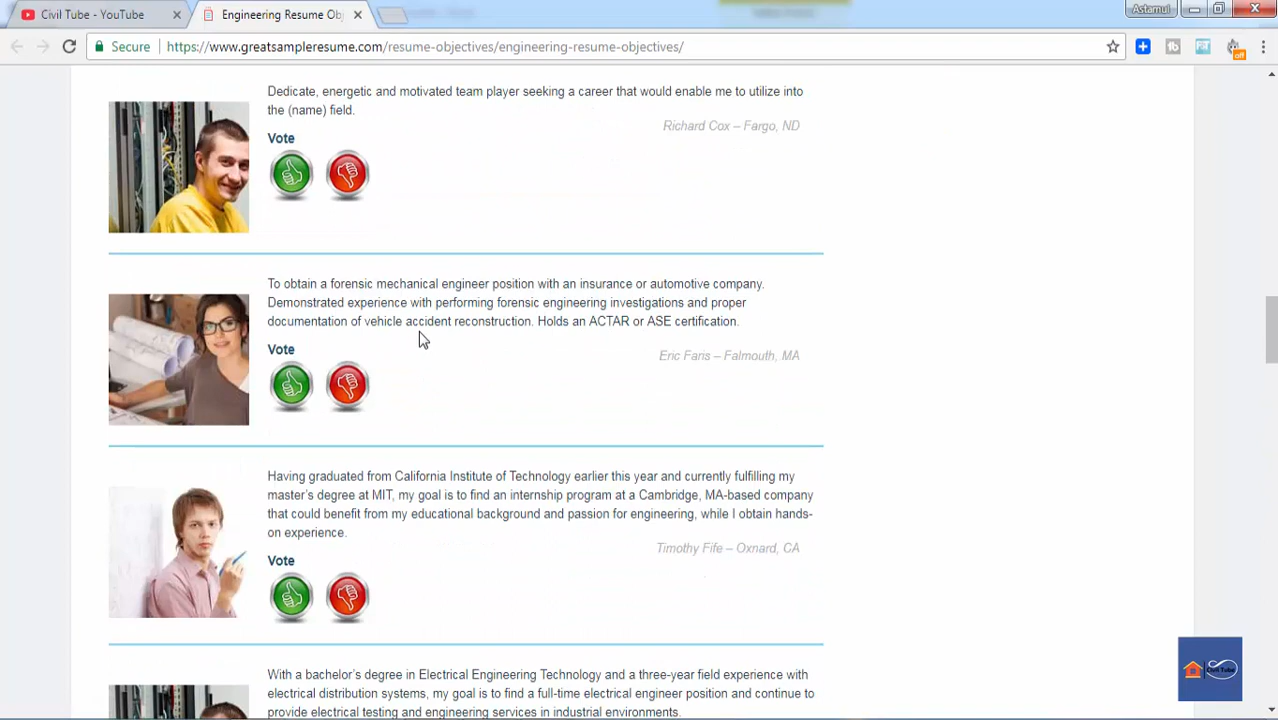 Civil Tube - YouTube
Engineering Resume Obj
Astamul
Secure
https://www.greatsampleresume.com/resume-objectives/engineering-resume-objectives/
off
Dedicate, energetic and motivated team player seeking a career that would enable me to utilize into
the (name) field.
Richard Cox – Fargo, ND
Vote
To obtain a forensic mechanical engineer position with an insurance or automotive company.
Demonstrated experience with performing forensic engineering investigations and proper
documentation of vehicle accident reconstruction. Holds an ACTAR or ASE certification.
Vote
Eric Faris – Falmouth, MA
Having graduated from California Institute of Technology earlier this year and currently fulfilling my
master's degree at MIT, my goal is to find an internship program at a Cambridge, MA-based company
that could benefit from my educational background and passion for engineering, while I obtain hands-
on experience.
Timothy Fife – Oxnard, CA
Vote
Civil Tube
With a bachelor's degree in Electrical Engineering Technology and a three-year field experience with
electrical distribution systems, my goal is to find a full-time electrical engineer position and continue to
provide electrical testing and engineering services in industrial environments.